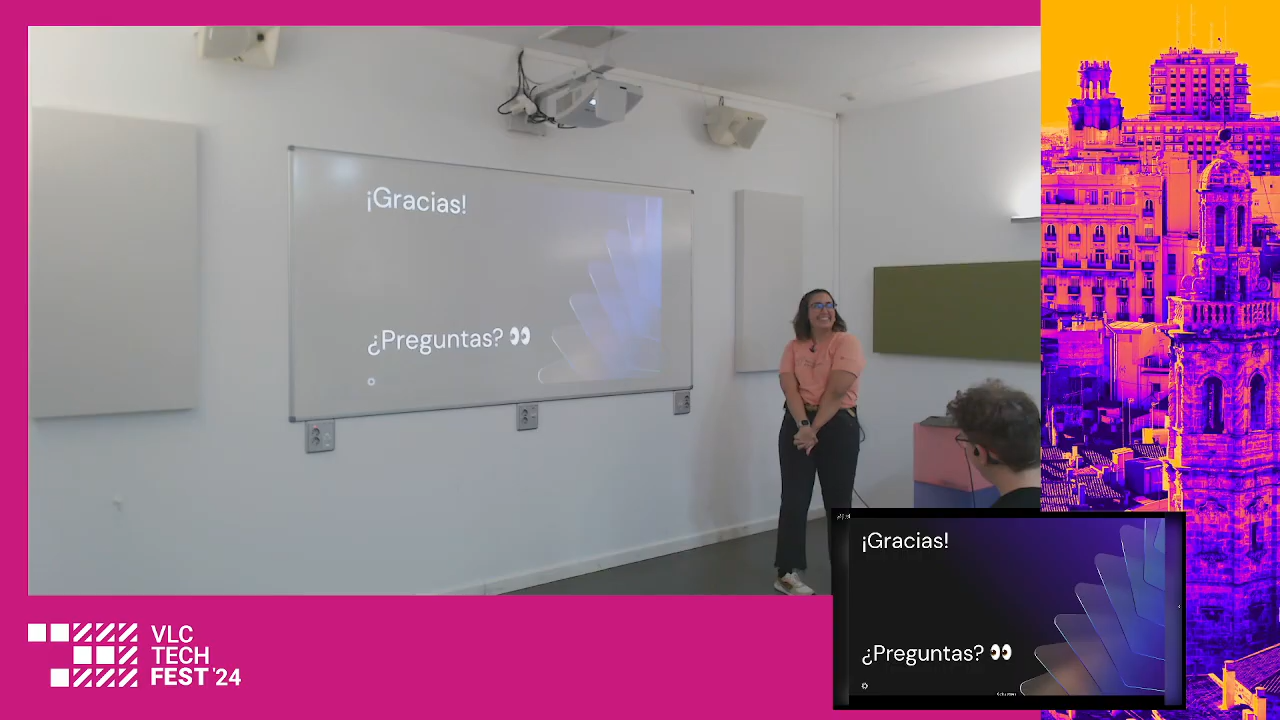 ¡Gracias!
¿Preguntas? 👀
¡Gracias!
¿Preguntas? 👀
VLC
TECH
FEST '24